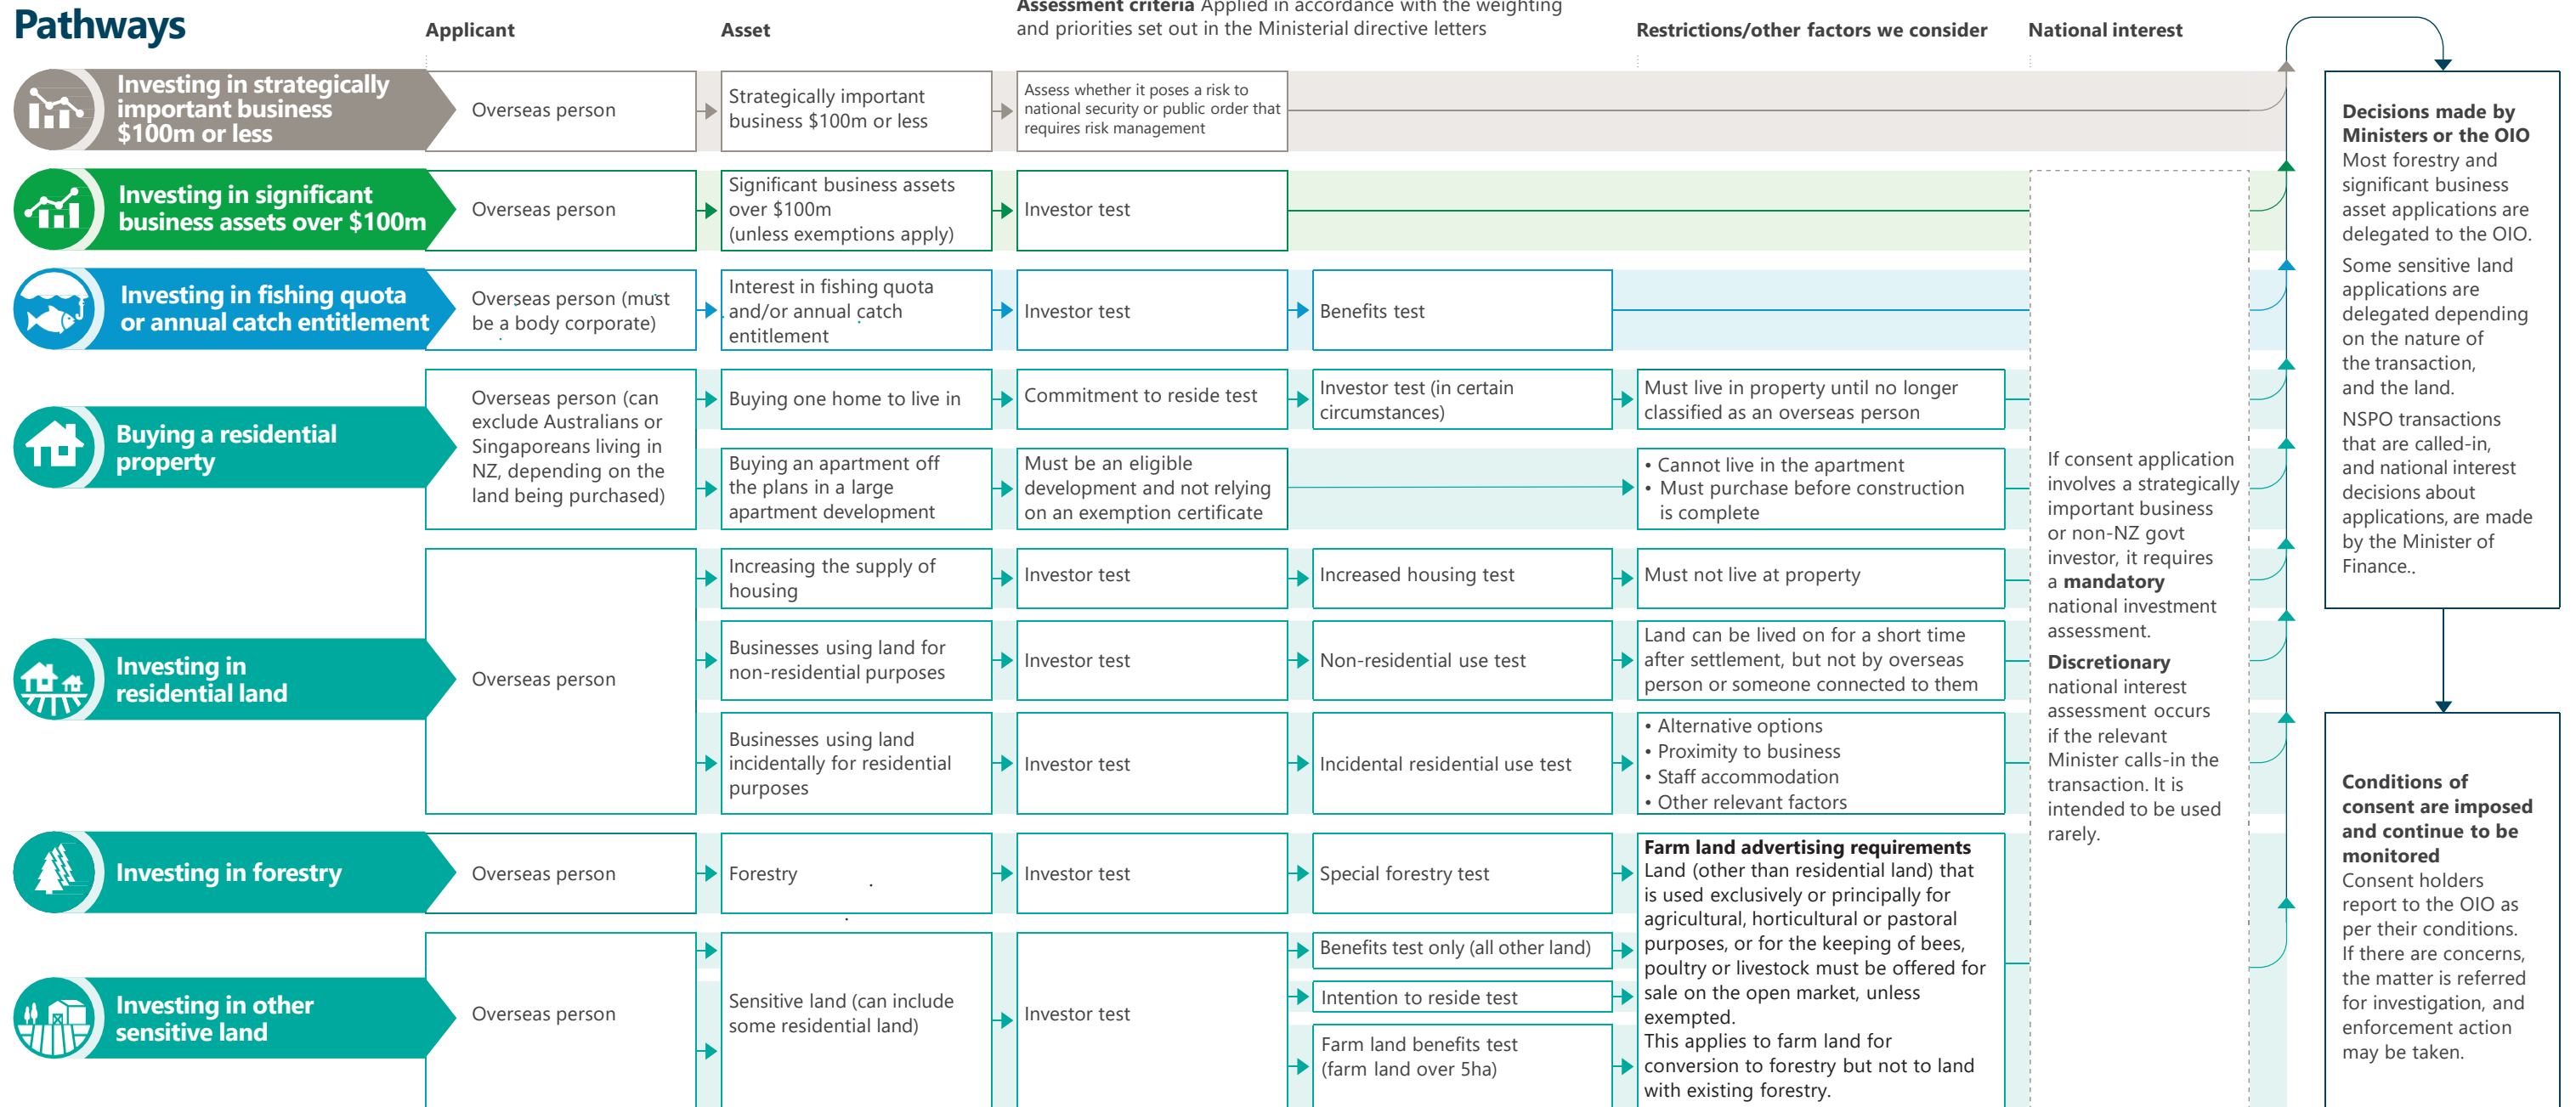 Pathways
Applicant
Asset
Assessment criteria Applied in accordance with the weighting
and priorities set out in the Ministerial directive letters
Restrictions/other factors we consider
National interest
Investing in strategically
important business
$100m or less
Overseas person
Strategically important
business $100m or less
Assess whether it poses a risk to
national security or public order that
requires risk management
Investing in significant
business assets over $100m
Overseas person
Significant business assets
over $100m
(unless exemptions apply)
Investor test
Investing in fishing quota
or annual catch entitlement
Overseas person (must
be a body corporate)
Interest in fishing quota
and/or annual catch
entitlement
Investor test
Benefits test
Buying a residential
property
Overseas person (can
exclude Australians or
Singaporeans living in
NZ, depending on the
land being purchased)
Buying one home to live in
Commitment to reside test
Investor test (in certain
circumstances)
Must live in property until no longer
classified as an overseas person
Buying an apartment off
the plans in a large
apartment development
Must be an eligible
development and not relying
on an exemption certificate
• Cannot live in the apartment
• Must purchase before construction
is complete
Investing in
residential land
Overseas person
Increasing the supply of
housing
Investor test
Increased housing test
Must not live at property
Businesses using land for
non-residential purposes
Investor test
Non-residential use test
Land can be lived on for a short time
after settlement, but not by overseas
person or someone connected to them
Businesses using land
incidentally for residential
purposes
Investor test
Incidental residential use test
• Alternative options
• Proximity to business
• Staff accommodation
• Other relevant factors
Investing in forestry
Overseas person
Forestry
Investor test
Special forestry test
Farm land advertising requirements
Land (other than residential land) that
is used exclusively or principally for
agricultural, horticultural or pastoral
purposes, or for the keeping of bees,
poultry or livestock must be offered for
sale on the open market, unless
exempted.
This applies to farm land for
conversion to forestry but not to land
with existing forestry.
Investing in other
sensitive land
Overseas person
Sensitive land (can include
some residential land)
Investor test
Benefits test only (all other land)
Intention to reside test
Farm land benefits test
(farm land over 5ha)
If consent application
involves a strategically
important business
or non-NZ govt
investor, it requires
a mandatory
national investment
assessment.
Discretionary
national interest
assessment occurs
if the relevant
Minister calls-in the
transaction. It is
intended to be used
rarely.
Decisions made by
Ministers or the OIO
Most forestry and
significant business
asset applications are
delegated to the OIO.
Some sensitive land
applications are
delegated depending
on the nature of
the transaction,
and the land.
NSPO transactions
that are called-in,
and national interest
decisions about
applications, are made
by the Minister of
Finance..
Conditions of
consent are imposed
and continue to be
monitored
Consent holders
report to the OIO as
per their conditions.
If there are concerns,
the matter is referred
for investigation, and
enforcement action
may be taken.